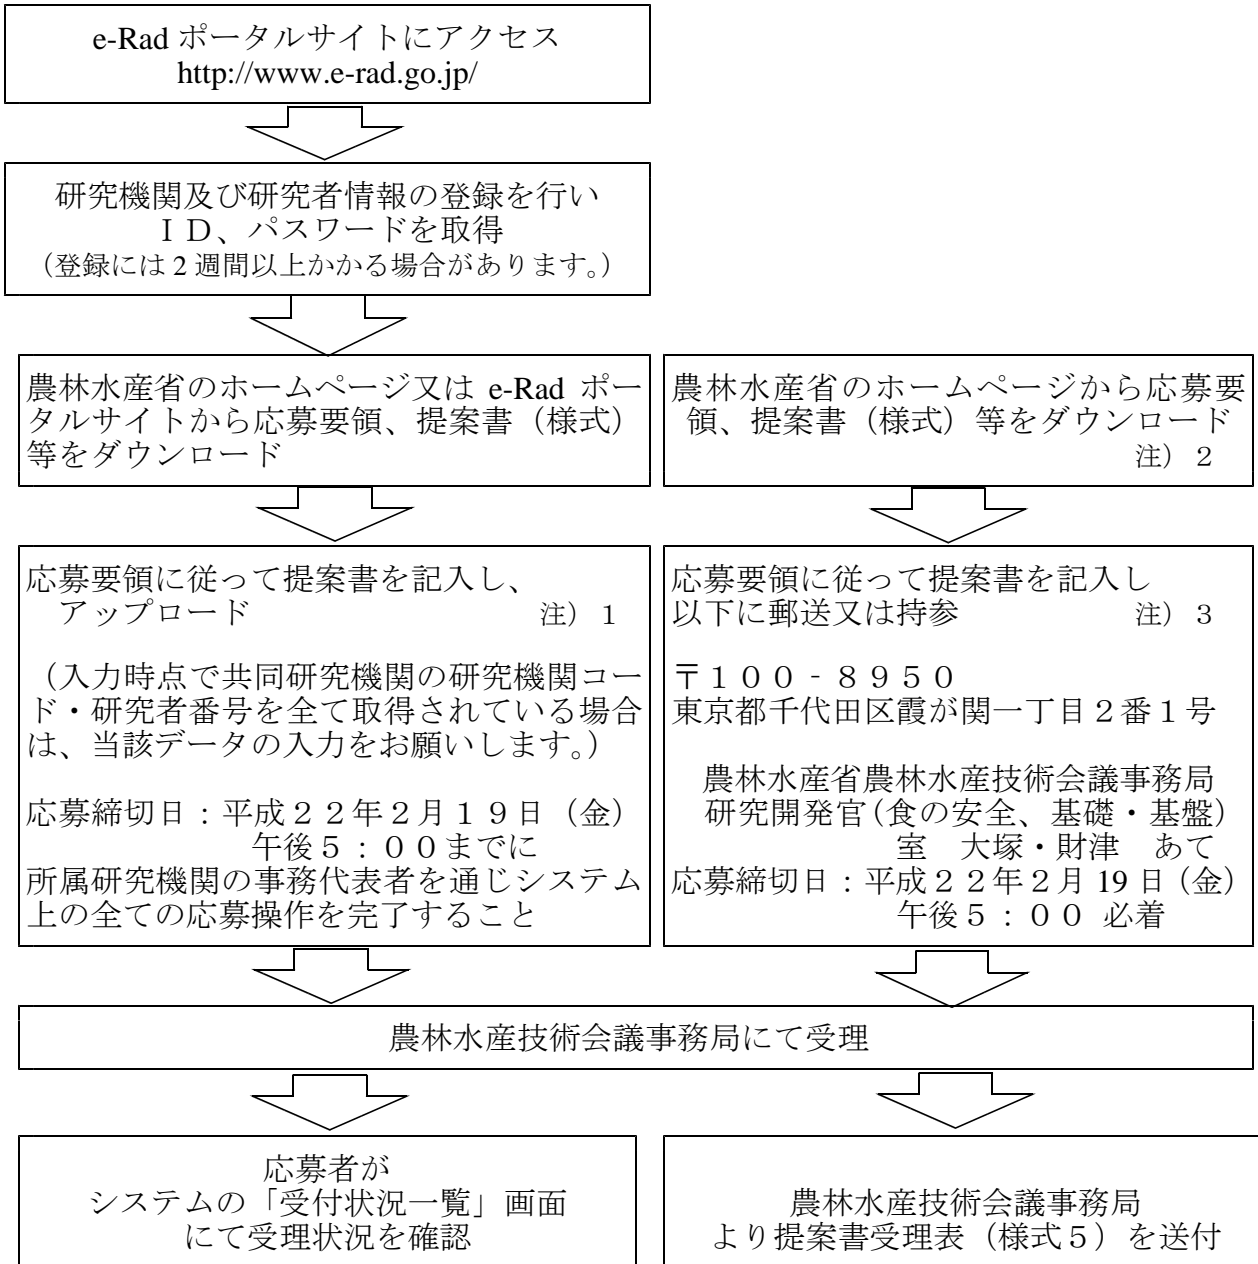 e-Rad ポータルサイトにアクセス
http://www.e-rad.go.jp/
研究機関及び研究者情報の登録を行い
ＩＤ、パスワードを取得
（登録には２週間以上かかる場合があります。）
農林水産省のホームページ又は e-Rad ポー
タルサイトから応募要領、提案書（様式）
等をダウンロード
農林水産省のホームページから応募要
領、提案書（様式）等をダウンロード
注）２
応募要領に従って提案書を記入し、
アップロード 注）１
（入力時点で共同研究機関の研究機関コー
ド・研究者番号を全て取得されている場合
は、当該データの入力をお願いします。）
応募締切日：平成２２年２月１９日（金）
午後５：００までに
所属研究機関の事務代表者を通じシステム
上の全ての応募操作を完了すること
応募要領に従って提案書を記入し
以下に郵送又は持参 注）３
〒１００‐８９５０
東京都千代田区霞が関一丁目２番１号
農林水産省農林水産技術会議事務局
研究開発官(食の安全、基礎・基盤)
室 大塚・財津 あて
応募締切日：平成２２年２月 19 日（金）
午後５：００ 必着
農林水産技術会議事務局にて受理
応募者が
システムの「受付状況一覧」画面
にて受理状況を確認
農林水産技術会議事務局
より提案書受理表（様式５）を送付